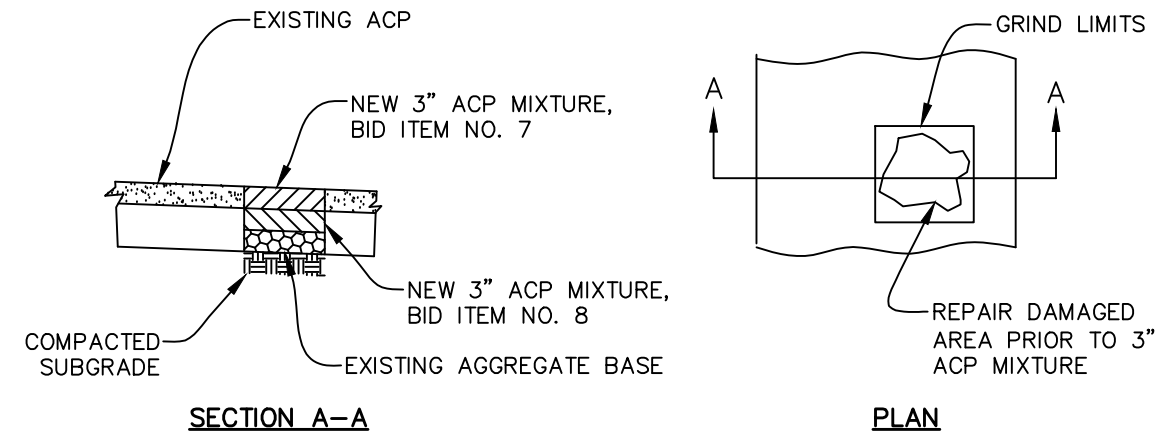 EXISTING ACP
NEW 3" ACP MIXTURE,
BID ITEM NO. 7
NEW 3" ACP MIXTURE,
BID ITEM NO. 8
COMPACTED
SUBGRADE
EXISTING AGGREGATE BASE
SECTION A-A
GRIND LIMITS
A
A
REPAIR DAMAGED
AREA PRIOR TO 3"
ACP MIXTURE
PLAN